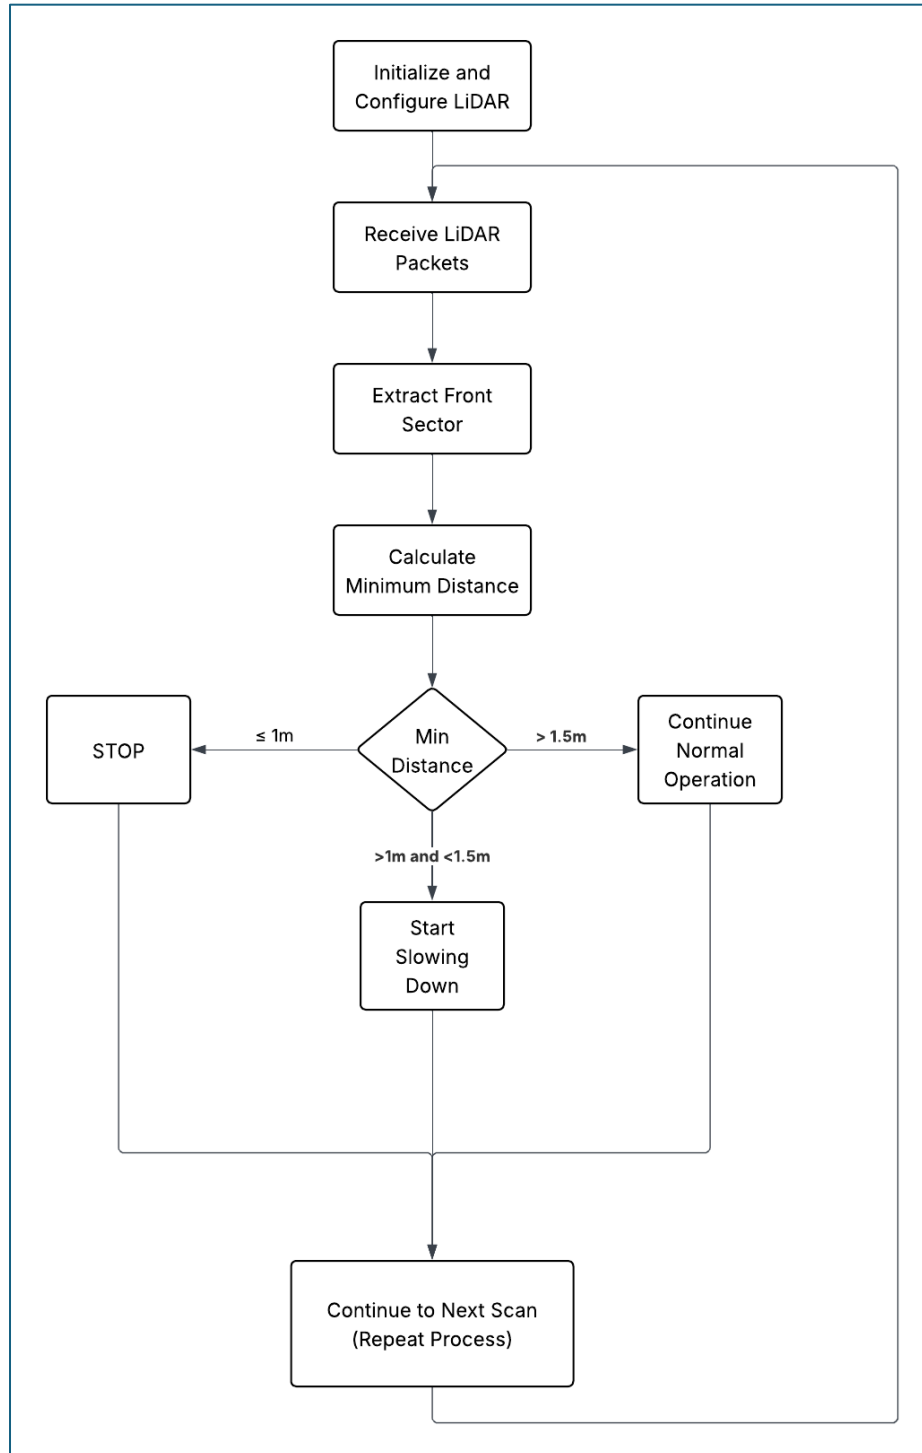 Initialize and
Configure LiDAR
Receive LiDAR
Packets
Extract Front
Sector
Calculate
Minimum Distance
STOP
≤ 1m
Min
Distance
> 1.5m
Continue
Normal
Operation
>1m and <1.5m
Start
Slowing
Down
Continue to Next Scan
(Repeat Process)